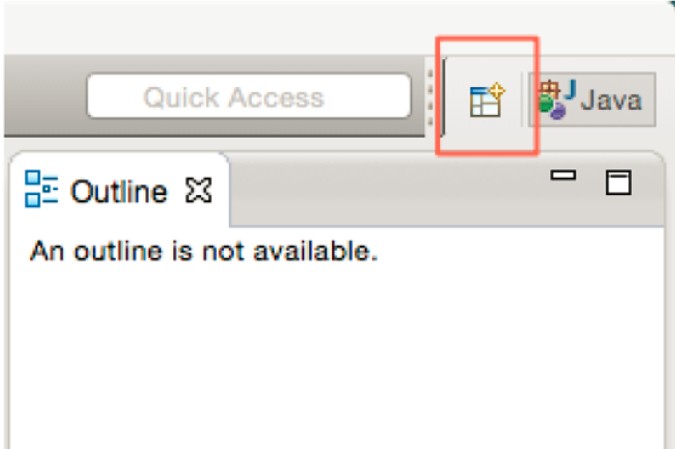 Quick Access
Java
Outline
An outline is not available.